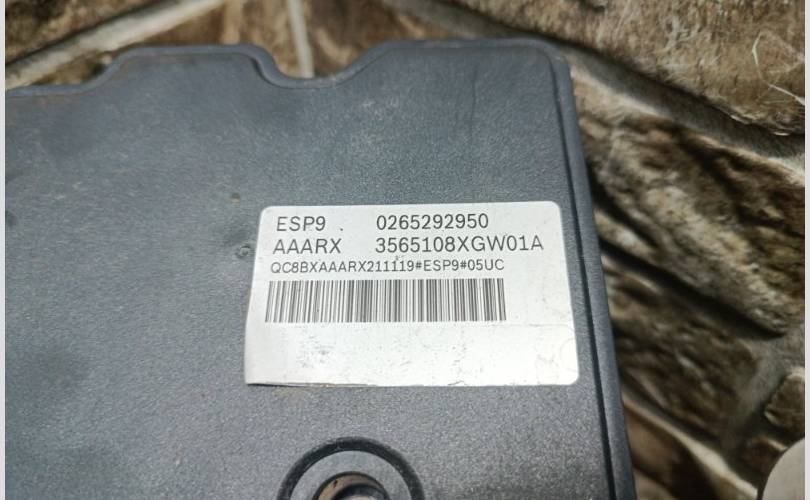 ESP9 . 0265292950
AAARX 3565108XGW01A
QC8BXAAARX211119#ESP9#05UC